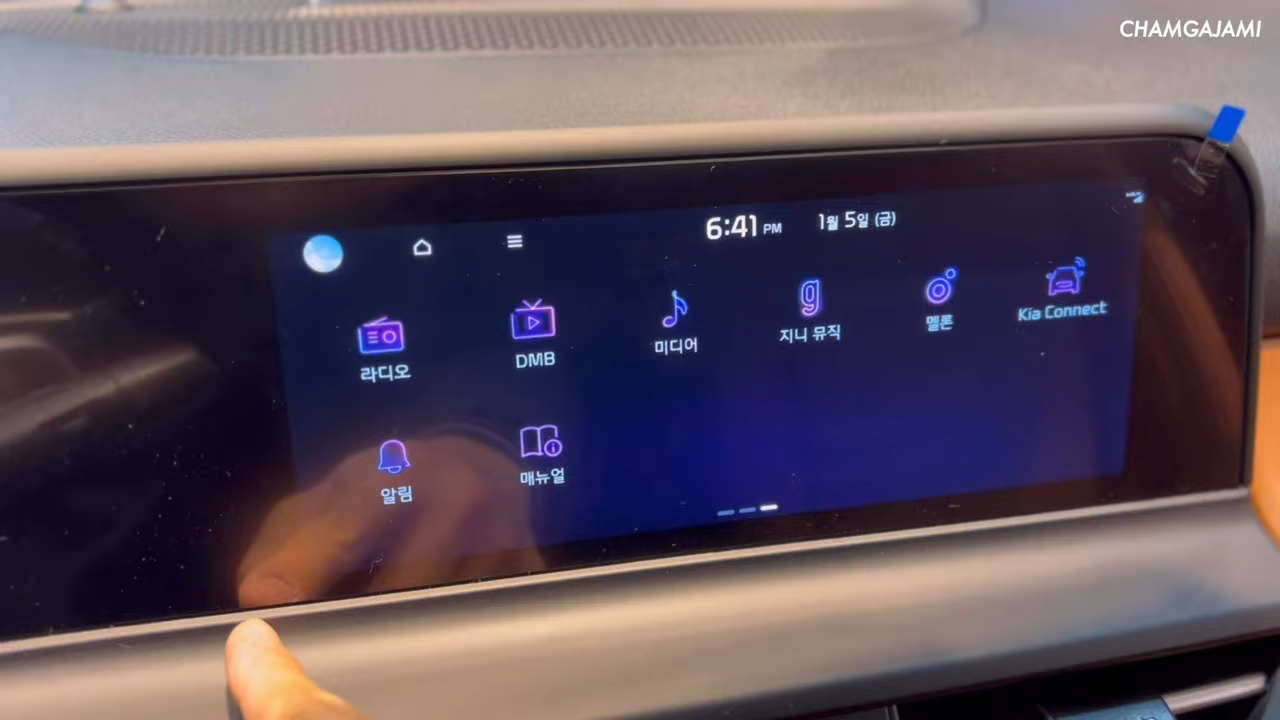 CHAMGAJAMI
6:41 PM 1월 5일 (금)
라디오
DMB
미디어
지니 뮤직
멜론
Kia Connect
알림
매뉴얼